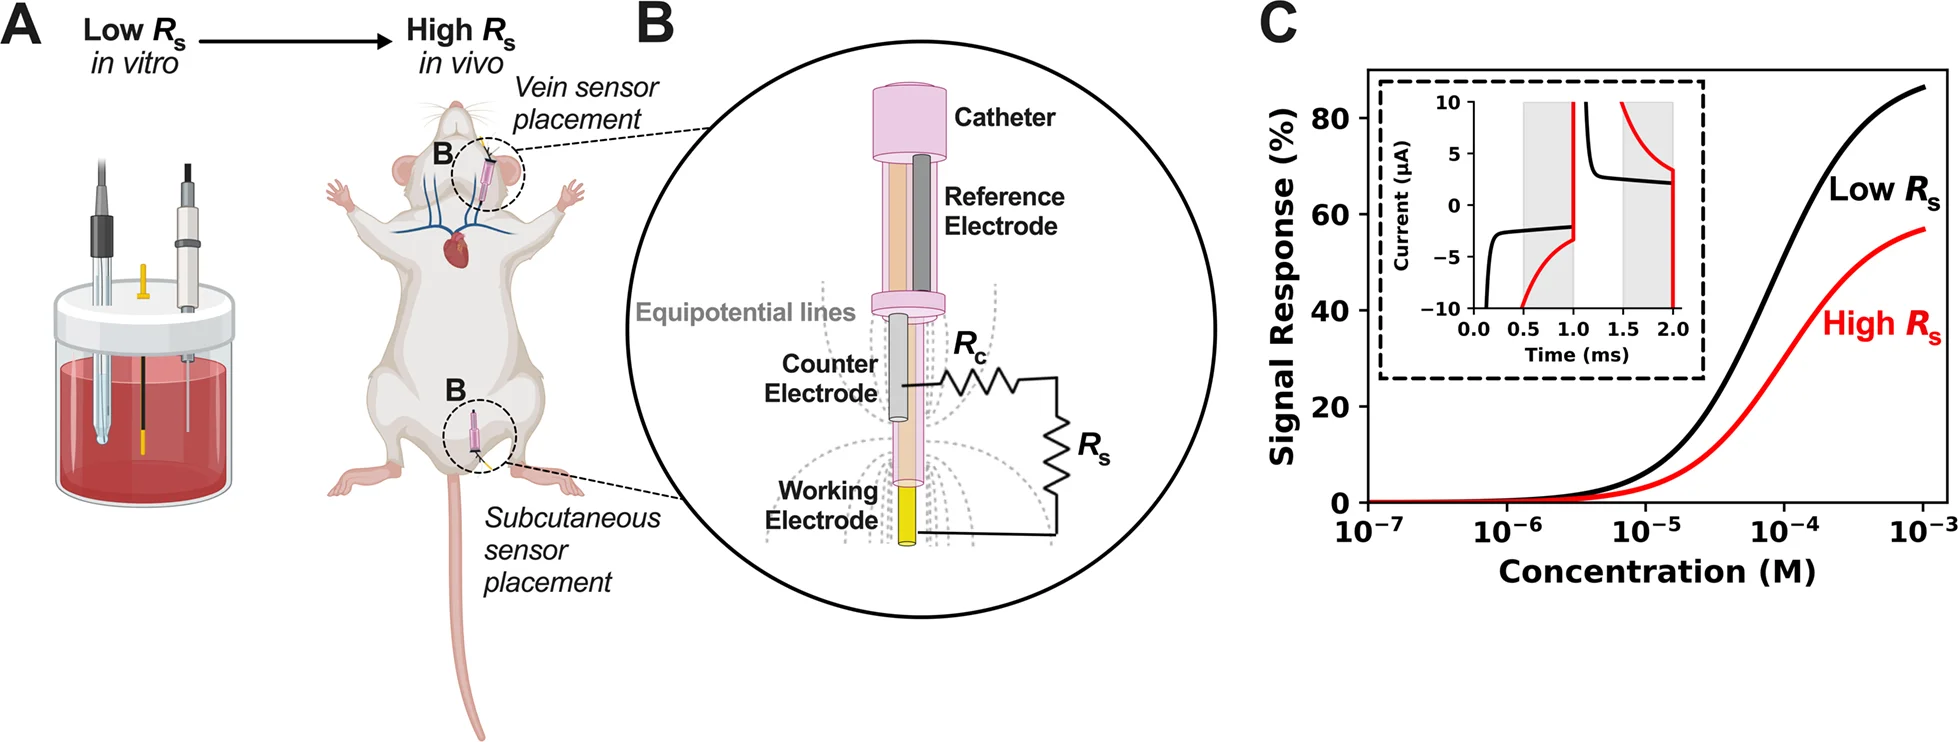 A
Low Rs
in vitro
High Rs
in vivo
Vein sensor
placement
B
B
Subcutaneous
sensor
placement
B
Catheter
Reference
Electrode
Equipotential lines
Counter
Electrode
Rc
Rs
Working
Electrode
C
Signal Response (%)
80
60
40
20
0
10⁻⁷
10⁻⁶
10⁻⁵
10⁻⁴
10⁻³
Concentration (M)
Low Rs
High Rs
Current (μA)
10
5
0
−5
−10
0.0
0.5
1.0
1.5
2.0
Time (ms)